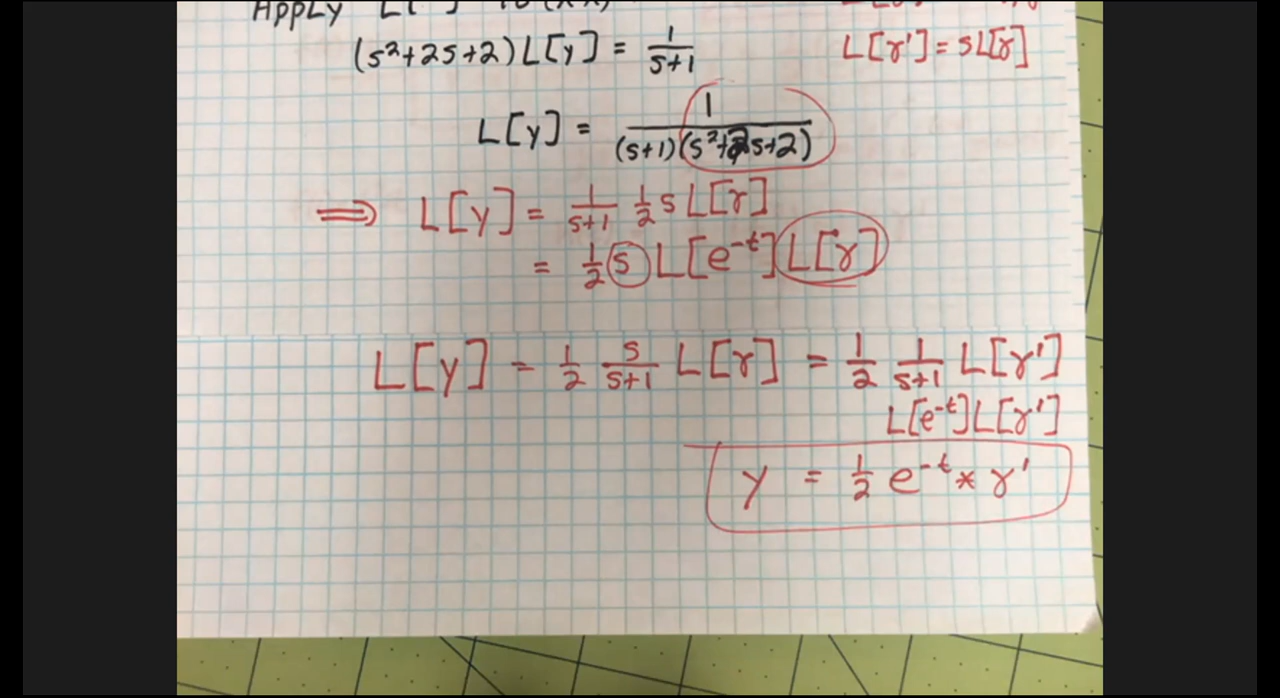 Apply L[ ] to (**)
(s²+2s+2) L[y] = 1/(s+1)
L[γ'] = sL[γ]
L[y] = 1/((s+1)(s²+2s+2))
⟹ L[y] = 1/(s+1) 1/2 s L[γ]
= 1/2 s L[e^-t] L[γ]
L[y] = 1/2 s/(s+1) L[γ] = 1/2 1/(s+1) L[γ']
L[e^-t] L[γ']
y = 1/2 e^-t * γ'